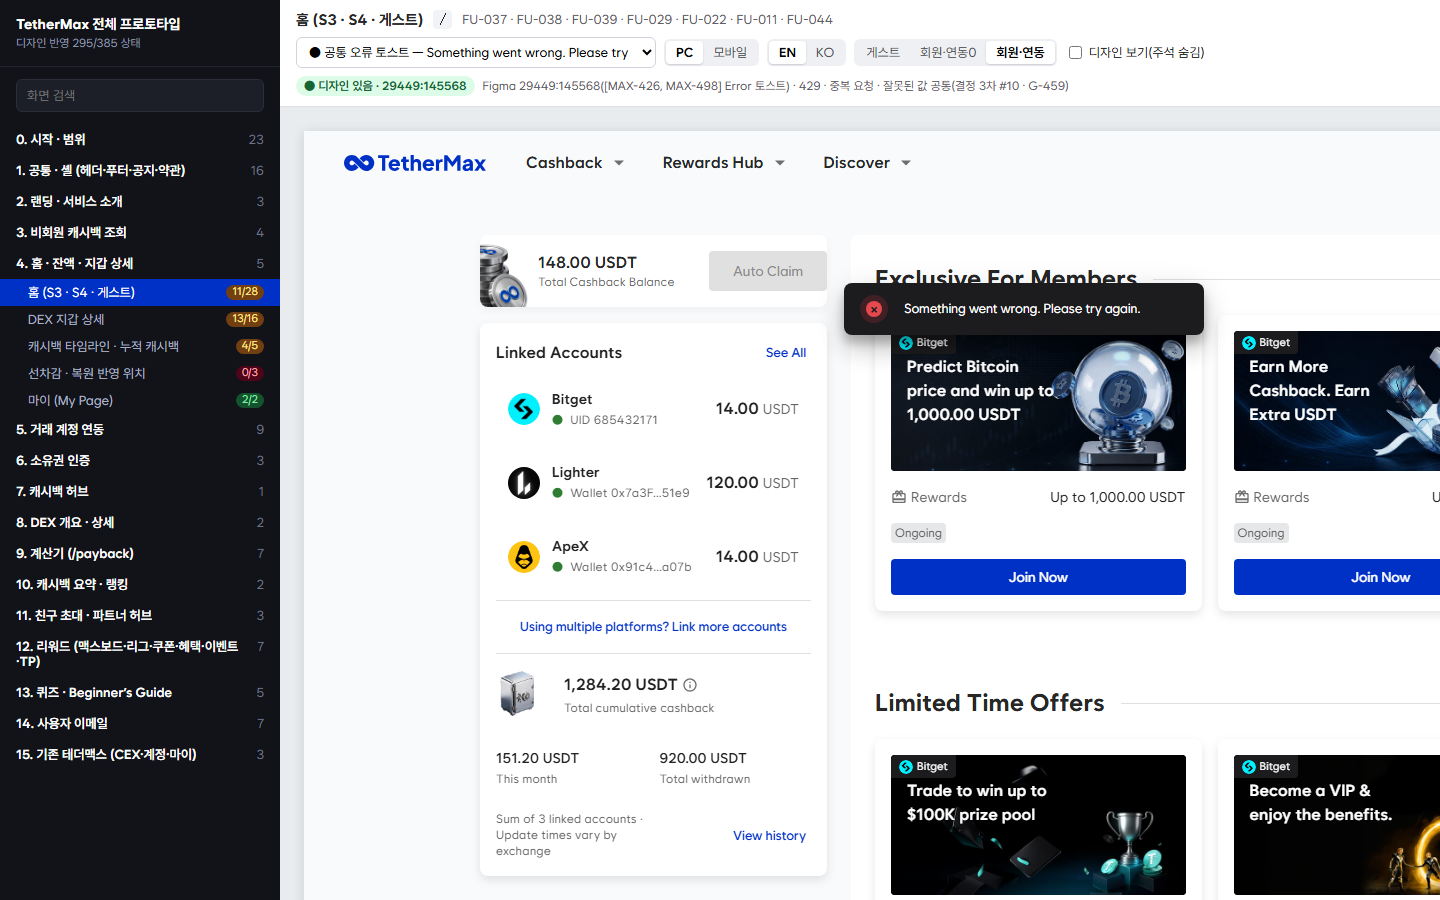 TetherMax 전체 프로토타입
디자인 반영 295/385 상태
화면 검색
0. 시작 · 범위 23
1. 공통 · 셸 (헤더·푸터·공지·약관) 16
2. 랜딩 · 서비스 소개 3
3. 비회원 캐시백 조회 4
4. 홈 · 잔액 · 지갑 상세 5
홈 (S3 · S4 · 게스트) 11/28
DEX 지갑 상세 13/16
캐시백 타임라인 · 누적 캐시백 4/5
선차감 · 복원 반영 위치 0/3
마이 (My Page) 2/2
5. 거래 계정 연동 9
6. 소유권 인증 3
7. 캐시백 허브 1
8. DEX 개요 · 상세 2
9. 계산기 (/payback) 7
10. 캐시백 요약 · 랭킹 2
11. 친구 초대 · 파트너 허브 3
12. 리워드 (맥스보드·리그·쿠폰·혜택·이벤트 7
·TP)
13. 퀴즈 · Beginner's Guide 5
14. 사용자 이메일 7
15. 기존 테더맥스 (CEX·계정·마이) 3
홈 (S3 · S4 · 게스트) / FU-037 · FU-038 · FU-039 · FU-029 · FU-022 · FU-011 · FU-044
● 공통 오류 토스트 — Something went wrong. Please try PC 모바일 EN KO 게스트 회원·연동0 회원·연동 디자인 보기(주석 숨김)
● 디자인 있음 · 29449:145568 Figma 29449:145568([MAX-426, MAX-498] Error 토스트) · 429 · 중복 요청 · 잘못된 값 공통(결정 3차 #10 · G-459)
TetherMax Cashback Rewards Hub Discover
148.00 USDT
Total Cashback Balance
Auto Claim
Linked Accounts See All
Bitget
UID 685432171
14.00 USDT
Lighter
Wallet 0x7a3F...51e9
120.00 USDT
ApeX
Wallet 0x91c4...a07b
14.00 USDT
Using multiple platforms? Link more accounts
1,284.20 USDT
Total cumulative cashback
151.20 USDT 920.00 USDT
This month Total withdrawn
Sum of 3 linked accounts ·
Update times vary by
exchange
View history
Exclusive For Members
Something went wrong. Please try again.
Bitget
Predict Bitcoin
price and win up to
1,000.00 USDT
Rewards Up to 1,000.00 USDT
Ongoing
Join Now
Bitget
Earn More
Cashback. Earn
Extra USDT
Rewards U
Ongoing
Join Now
Limited Time Offers
Bitget
Trade to win up to
$100K prize pool
Bitget
Become a VIP &
enjoy the benefits.